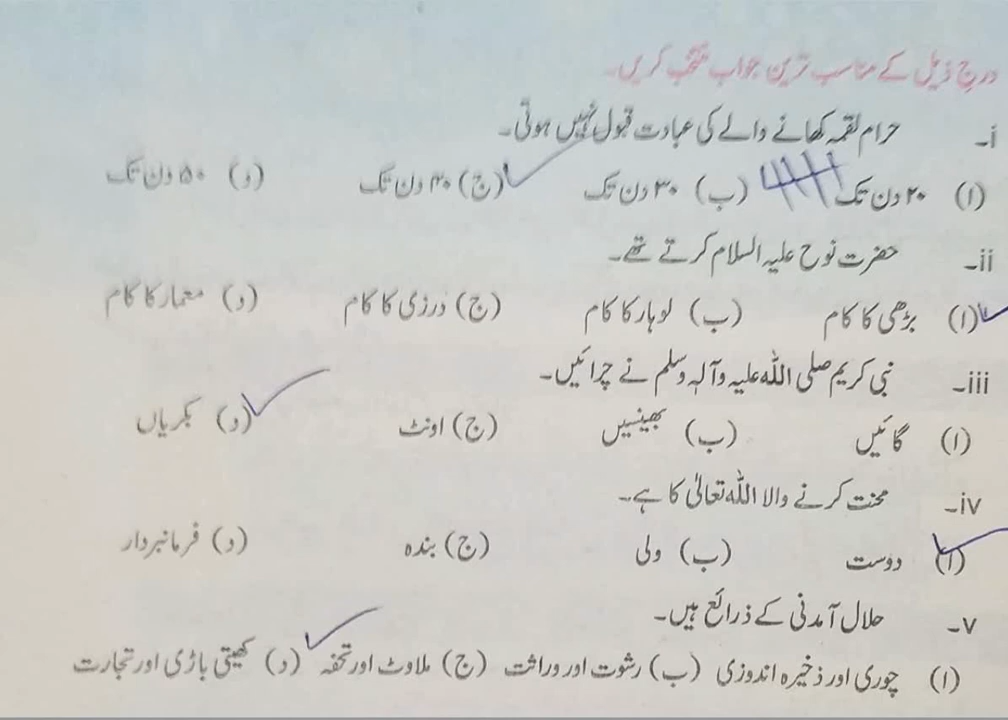 درج ذیل کے مناسب ترین جواب منتخب کریں۔
i۔ حرام لقمہ کھانے والے کی عبادت قبول نہیں ہوتی۔
(ا) ۲۰ دن تک (ب) ۳۰ دن تک (ج) ۴۰ دن تک (د) ۵۰ دن تک
ii۔ حضرت نوح علیہ السلام کرتے تھے۔
(ا) بڑھی کا کام (ب) لوہار کا کام (ج) درزی کا کام (د) معمار کا کام
iii۔ نبی کریم صلی اللہ علیہ وآلہ وسلم نے چرائیں۔
(ا) گائیں (ب) بھینسیں (ج) اونٹ (د) بکریاں
iv۔ محنت کرنے والا اللہ تعالیٰ کا ہے۔
(ا) دوست (ب) ولی (ج) بندہ (د) فرمانبردار
v۔ حلال آمدنی کے ذرائع ہیں۔
(ا) چوری اور ذخیرہ اندوزی (ب) رشوت اور وراثت (ج) ملاوٹ اور تحفہ (د) کھیتی باڑی اور تجارت